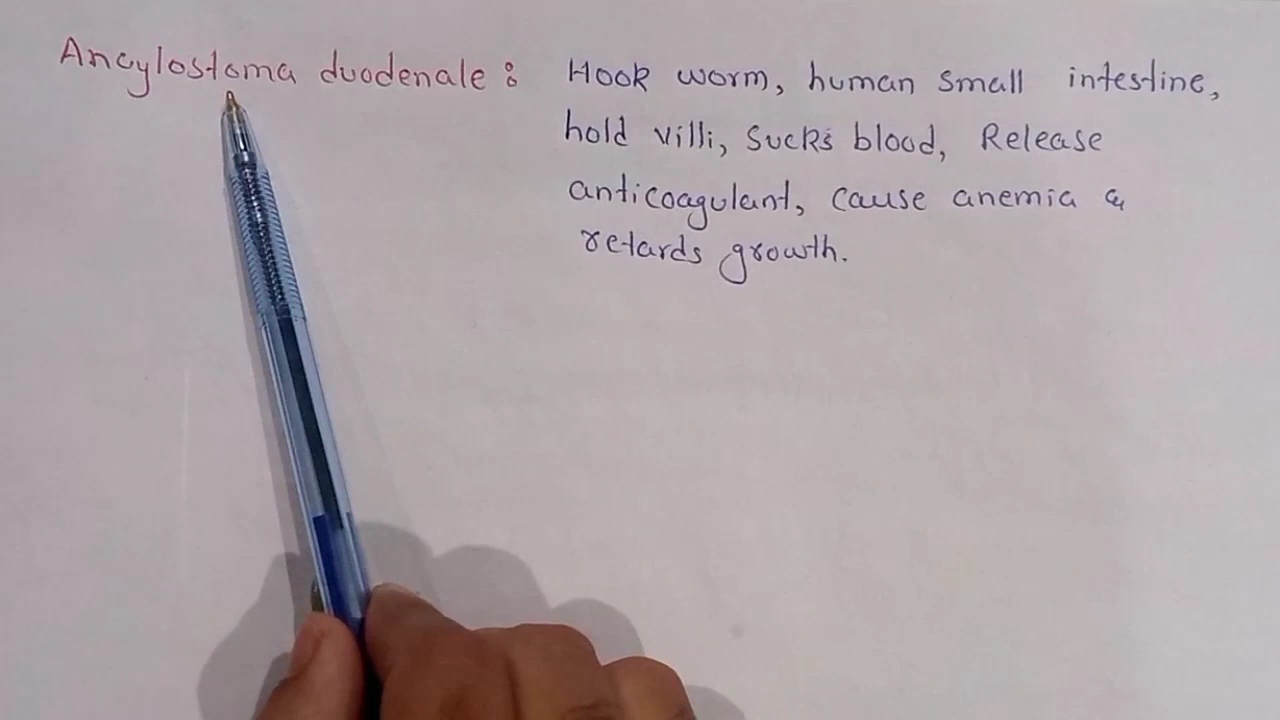 Ancylostoma duodenale : Hook worm, human small intestine,
hold villi, sucks blood, Release
anticoagulant, cause anemia &
retards growth.